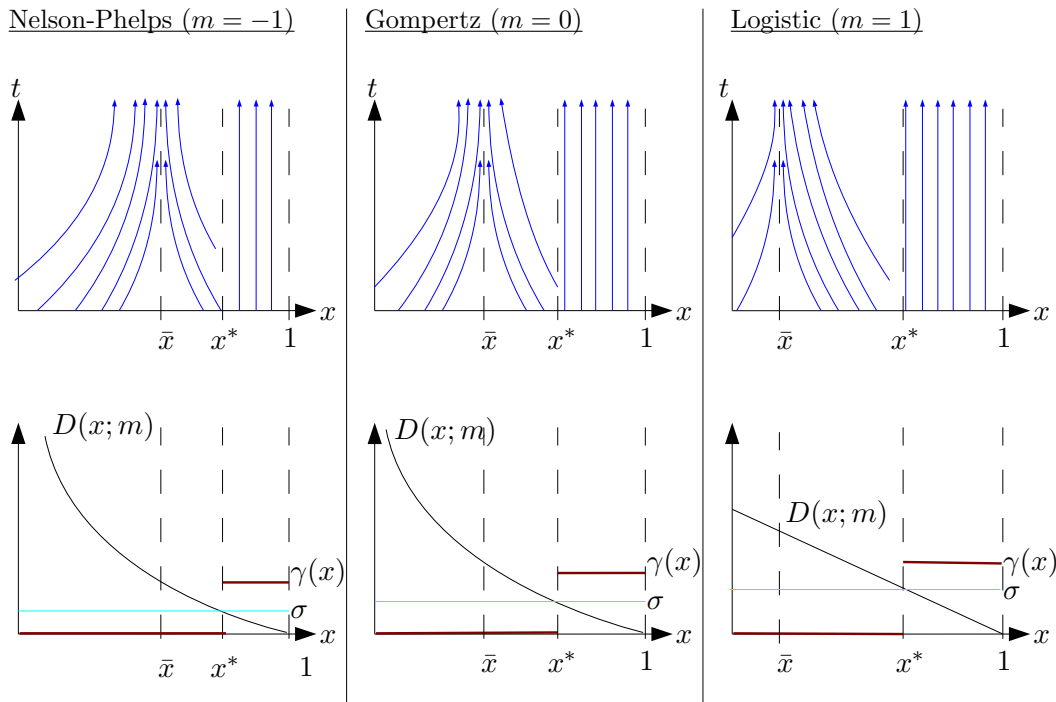 Nelson-Phelps (m = −1)
Gompertz (m = 0)
Logistic (m = 1)
t
t
t
x̄
x*
1
x
x̄
x*
1
x
x̄
x*
1
x
D(x; m)
γ(x)
σ
x
x̄
x*
1
D(x; m)
γ(x)
σ
x
x̄
x*
1
D(x; m)
γ(x)
σ
x
x̄
x*
1